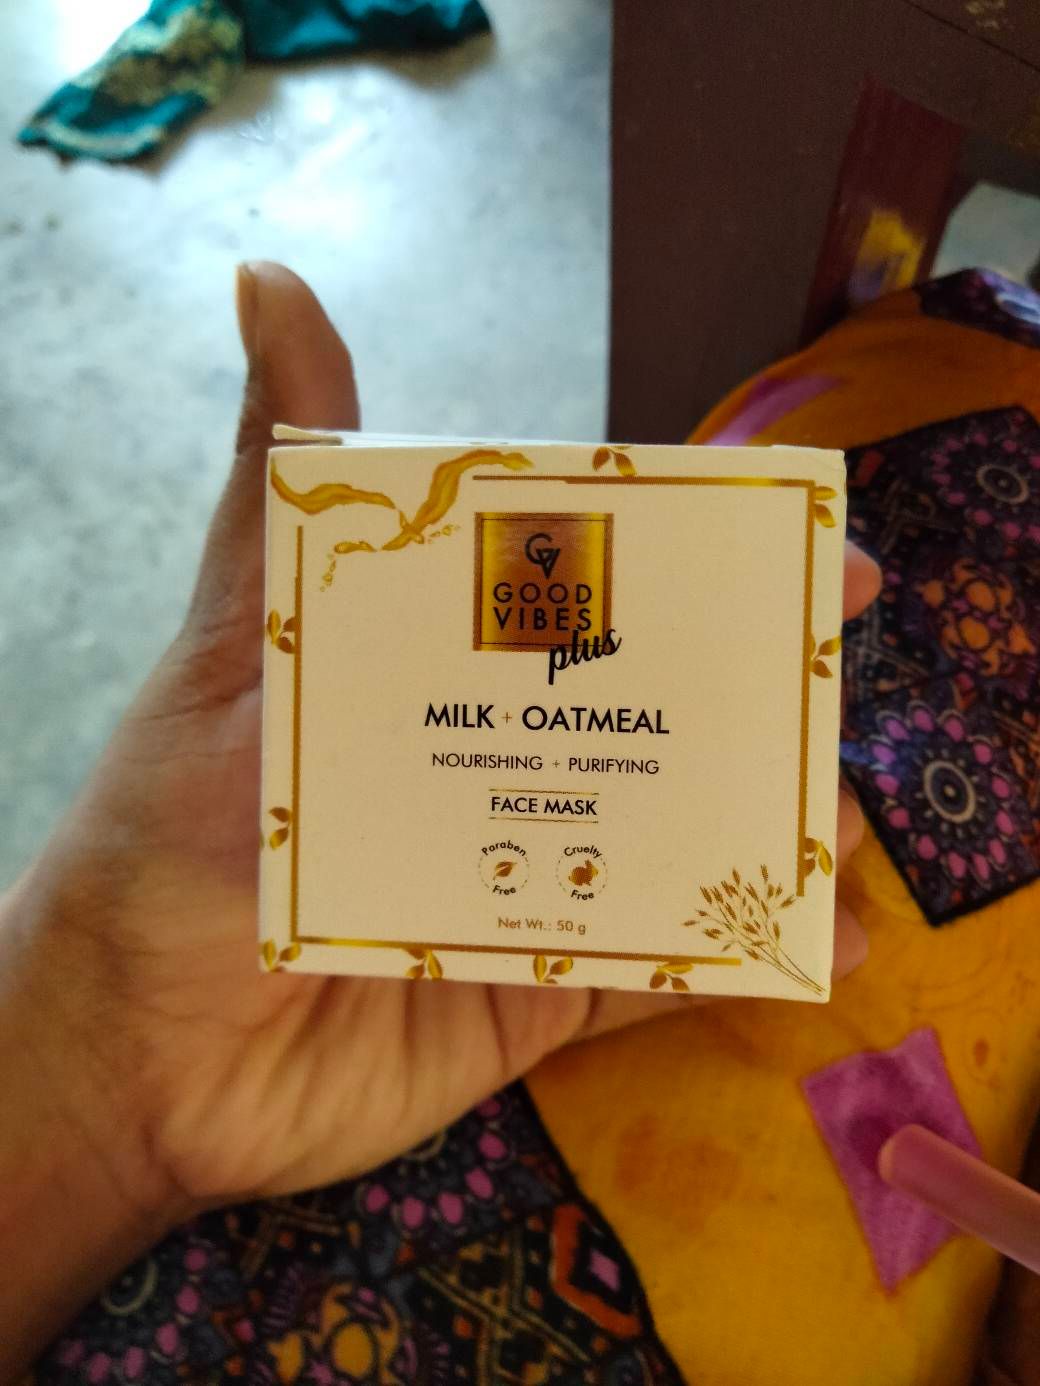 GV
GOOD
VIBES
plus
MILK + OATMEAL
NOURISHING + PURIFYING
FACE MASK
Paraben Free
Cruelty Free
Net Wt.: 50 g